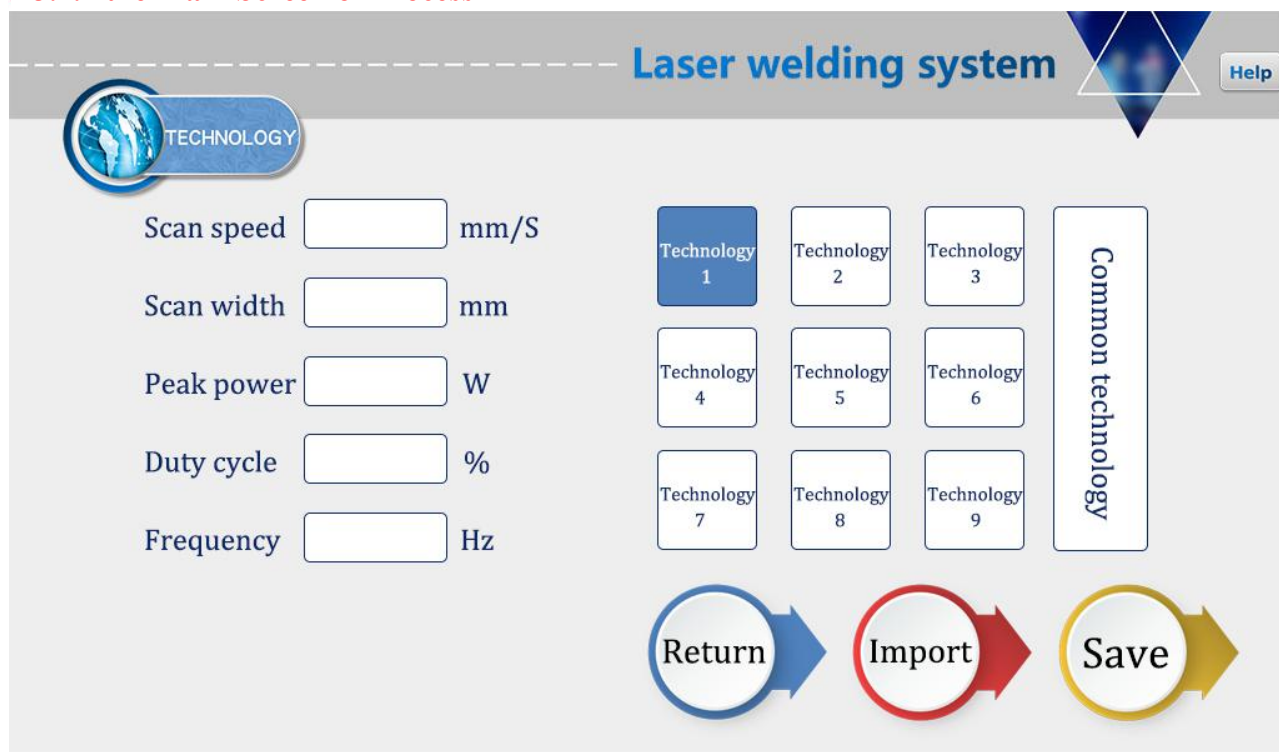 Laser welding system
Help
TECHNOLOGY
Scan speed mm/S
Scan width mm
Peak power W
Duty cycle %
Frequency Hz
Technology
1
Technology
2
Technology
3
Technology
4
Technology
5
Technology
6
Technology
7
Technology
8
Technology
9
Common technology
Return
Import
Save